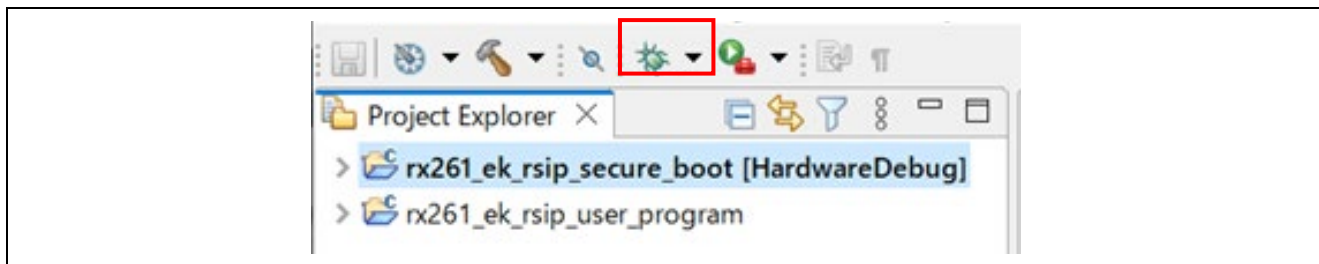 Project Explorer
rx261_ek_rsip_secure_boot [HardwareDebug]
rx261_ek_rsip_user_program